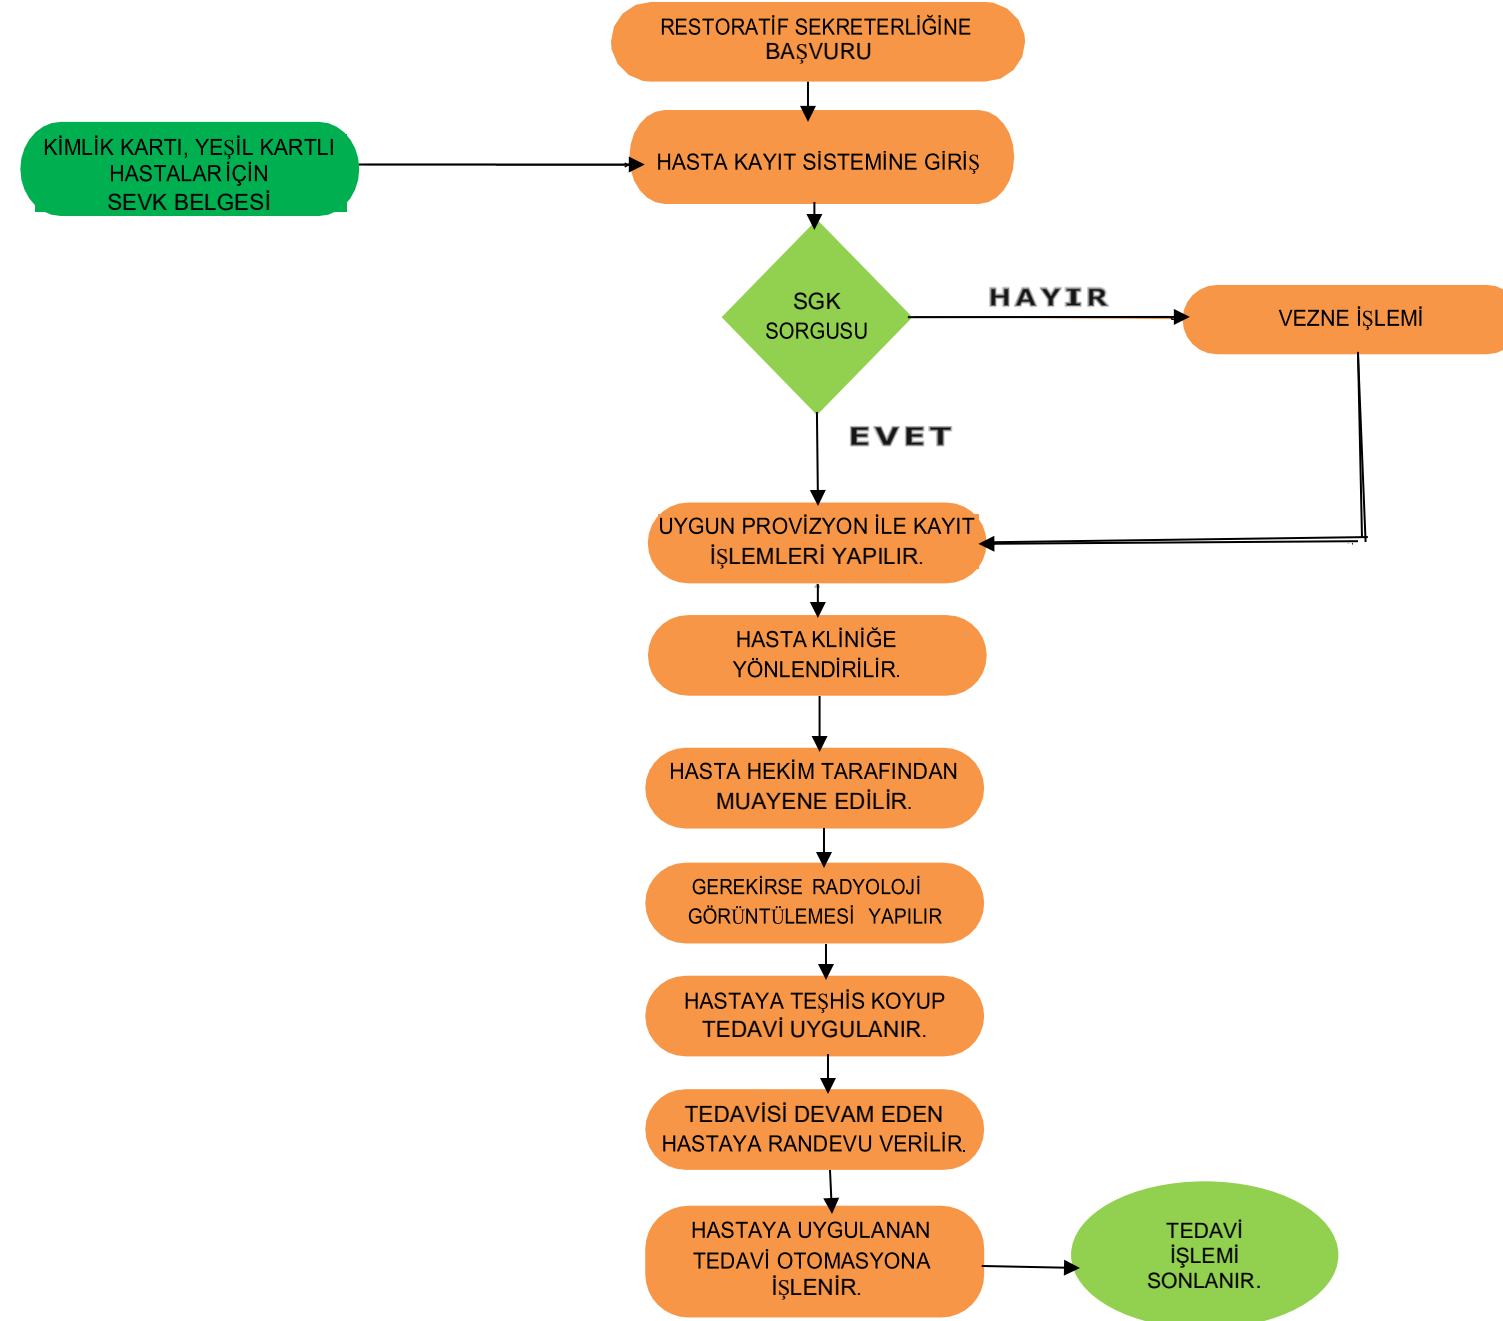 RESTORATİF SEKRETERLİĞİNE
BAŞVURU
KİMLİK KARTI, YEŞİL KARTLI
HASTALAR İÇİN
SEVK BELGESİ
HASTA KAYIT SİSTEMİNE GİRİŞ
SGK
SORGUSU
HAYIR
VEZNE İŞLEMİ
EVET
UYGUN PROVİZYON İLE KAYIT
İŞLEMLERİ YAPILIR.
HASTA KLİNİĞE
YÖNLENDİRİLİR.
HASTA HEKİM TARAFINDAN
MUAYENE EDİLİR.
GEREKİRSE RADYOLOJİ
GÖRÜNTÜLEMESİ YAPILIR
HASTAYA TEŞHİS KOYUP
TEDAVİ UYGULANIR.
TEDAVİSİ DEVAM EDEN
HASTAYA RANDEVU VERİLİR.
HASTAYA UYGULANAN
TEDAVİ OTOMASYONA
İŞLENİR.
TEDAVİ
İŞLEMİ
SONLANIR.